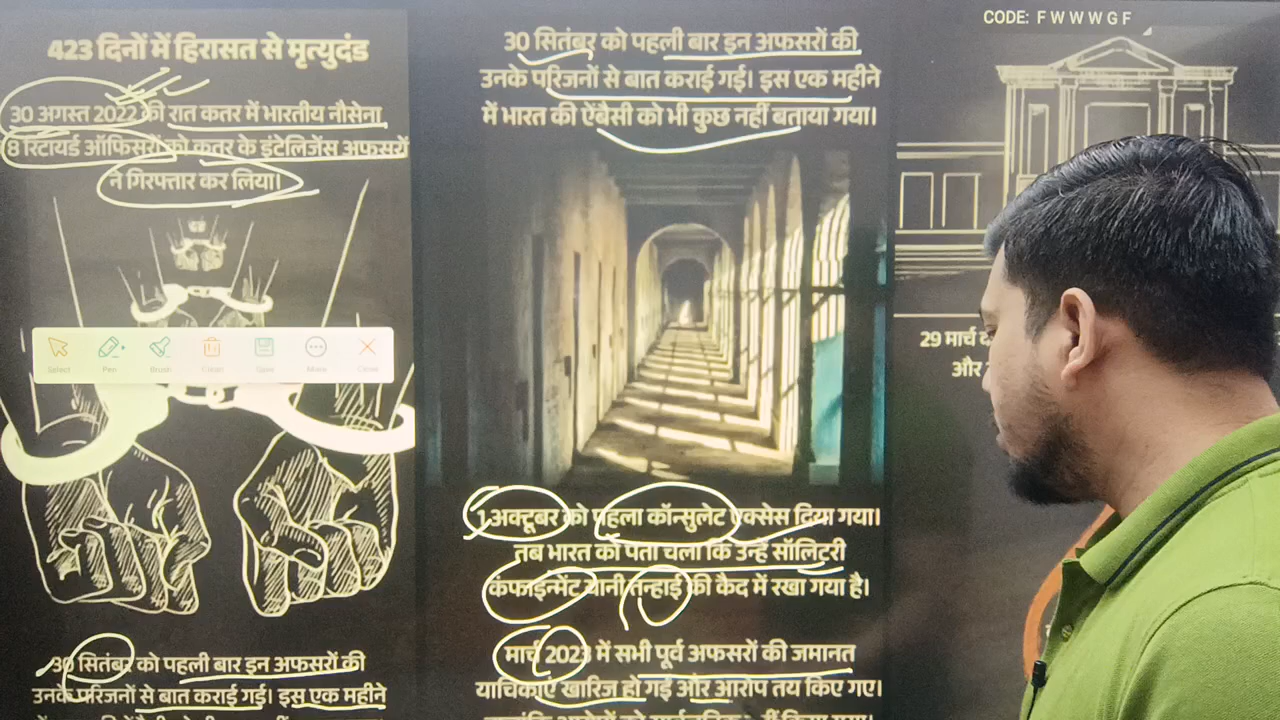 423 दिनों में हिरासत से मृत्युदंड
30 अगस्त 2022 की रात कतर में भारतीय नौसेना
8 रिटायर्ड ऑफिसरों को कतर के इंटेलिजेंस अफसरों
ने गिरफ्तार कर लिया।
Select Pen Brush Clean Save More Close
30 सितंबर को पहली बार इन अफसरों की
उनके परिजनों से बात कराई गई। इस एक महीने
30 सितंबर को पहली बार इन अफसरों की
उनके परिजनों से बात कराई गई। इस एक महीने
में भारत की ऐंबैसी को भी कुछ नहीं बताया गया।
1 अक्टूबर को पहला कॉन्सुलेट एक्सेस दिया गया।
तब भारत को पता चला कि उन्हें सॉलिटरी
कंफाइन्मेंट यानी तन्हाई की कैद में रखा गया है।
मार्च 2023 में सभी पूर्व अफसरों की जमानत
याचिकाएं खारिज हो गईं और आरोप तय किए गए।
CODE: FWWWGF
29 मार्च
और